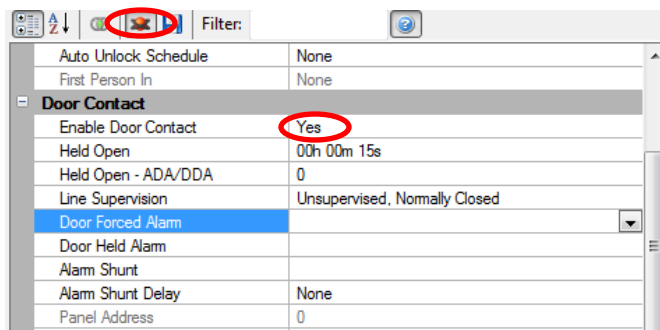 A Z Filter: ?
Auto Unlock Schedule None
First Person In None
Door Contact
Enable Door Contact Yes
Held Open 00h 00m 15s
Held Open - ADA/DDA 0
Line Supervision Unsupervised, Normally Closed
Door Forced Alarm
Door Held Alarm
Alarm Shunt
Alarm Shunt Delay None
Panel Address 0